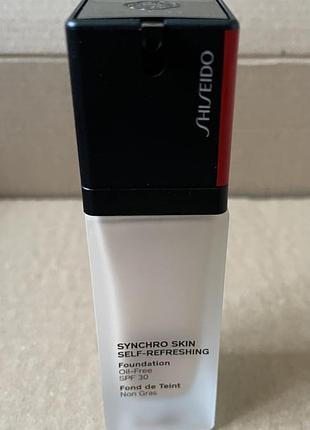 SHISEIDO
SYNCHRO SKIN
SELF-REFRESHING
Foundation
Oil-Free
SPF 30
Fond de Teint
Non Gras